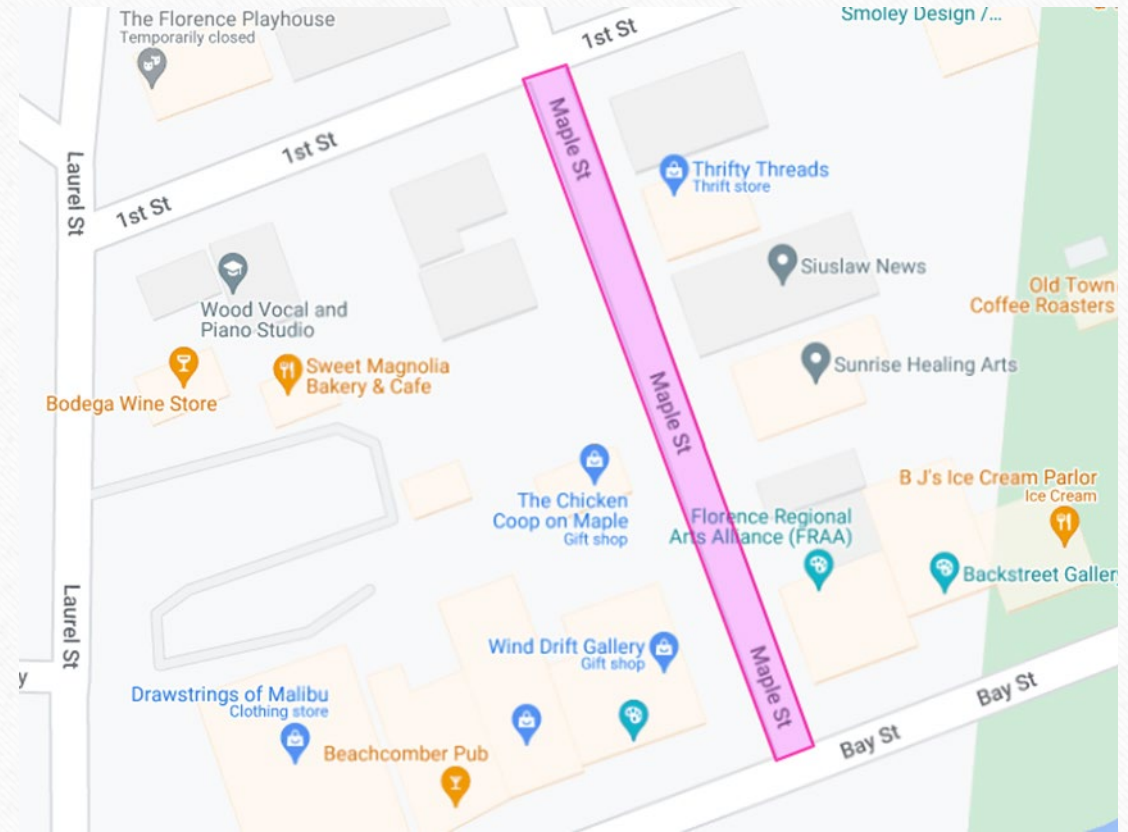 The Florence Playhouse
Temporarily closed
Smoley Design /...
1st St
1st St
1st St
Laurel St
Maple St
Thrifty Threads
Thrift store
Siuslaw News
Old Town
Coffee Roasters
Wood Vocal and
Piano Studio
Sweet Magnolia
Bakery & Cafe
Bodega Wine Store
Sunrise Healing Arts
Maple St
The Chicken
Coop on Maple
Gift shop
B J's Ice Cream Parlor
Ice Cream
Florence Regional
Arts Alliance (FRAA)
Backstreet Galler
Laurel St
Wind Drift Gallery
Gift shop
Maple St
y
Drawstrings of Malibu
Clothing store
Beachcomber Pub
Bay St
Bay St